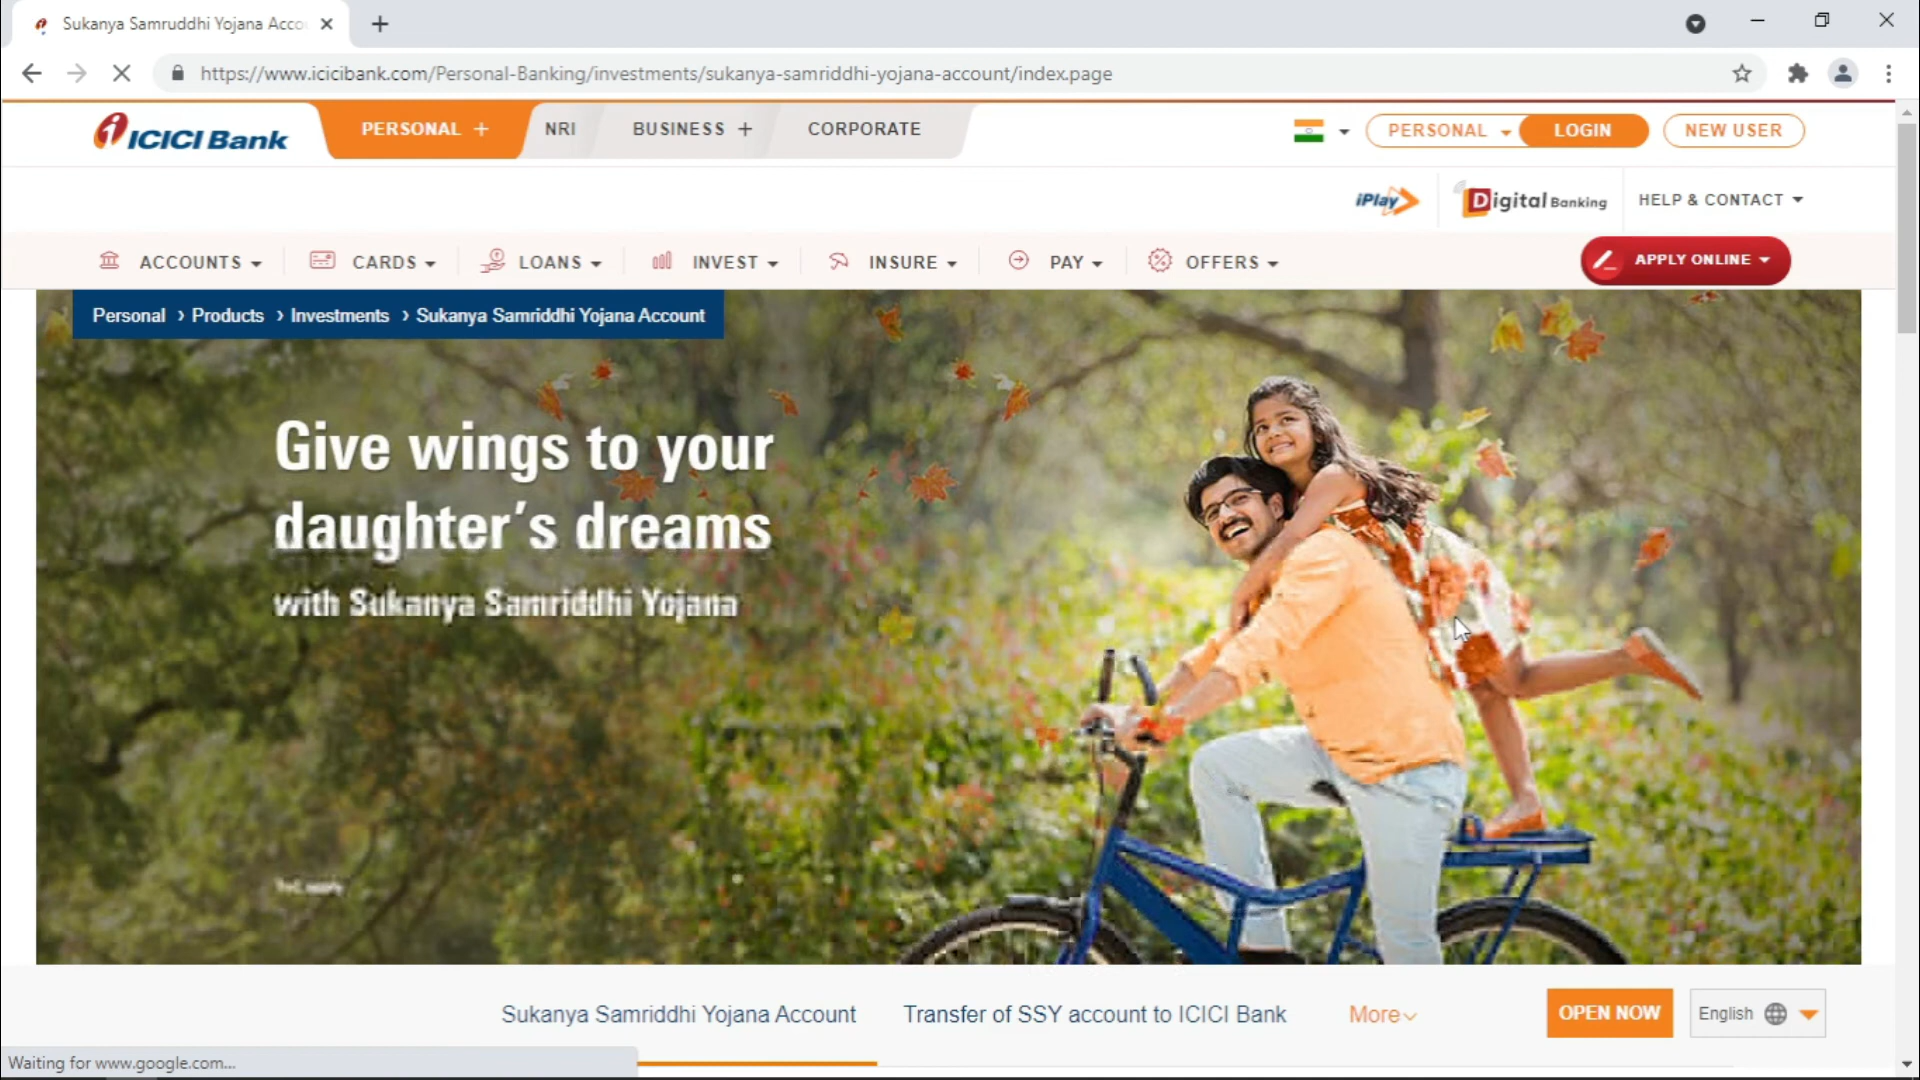 Sukanya Samruddhi Yojana Acco
https://www.icicibank.com/Personal-Banking/investments/sukanya-samriddhi-yojana-account/index.page
ICICI Bank
PERSONAL +
NRI
BUSINESS +
CORPORATE
PERSONAL
LOGIN
NEW USER
iPlay
Digital Banking
HELP & CONTACT
ACCOUNTS
CARDS
LOANS
INVEST
INSURE
PAY
OFFERS
APPLY ONLINE
Personal › Products › Investments › Sukanya Samriddhi Yojana Account
Give wings to your
daughter's dreams
with Sukanya Samriddhi Yojana
Sukanya Samriddhi Yojana Account
Transfer of SSY account to ICICI Bank
More
OPEN NOW
English
Waiting for www.google.com...